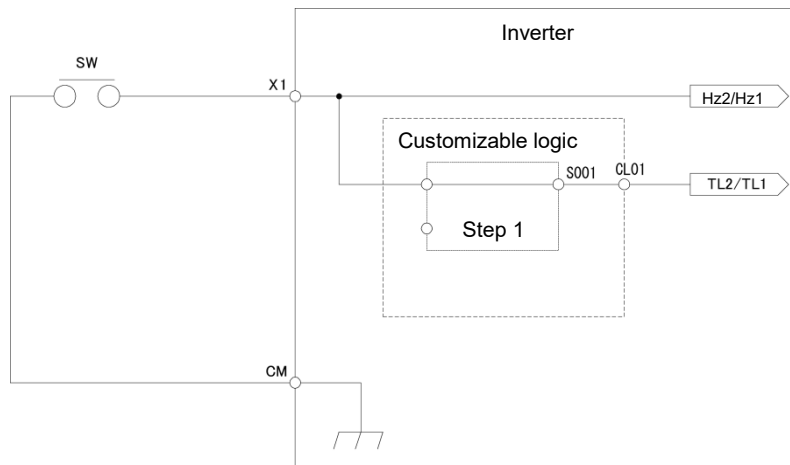 Inverter
SW
X1
Hz2/Hz1
Customizable logic
S001
CL01
TL2/TL1
Step 1
CM